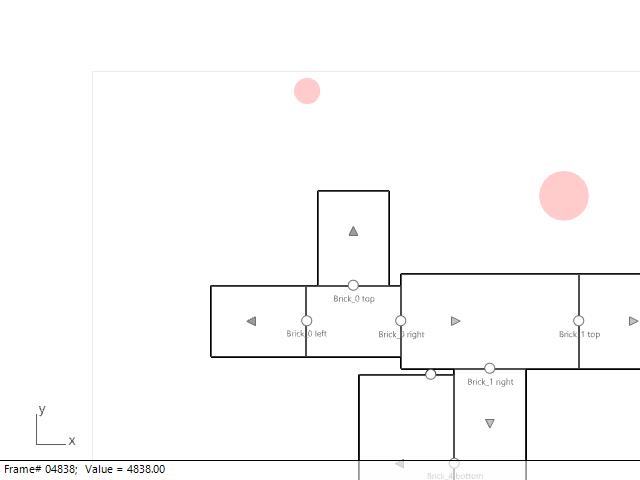 Brick_0 top
Brick_0 left
Brick_0 right
Brick_1 top
Brick_1 right
y
x
Frame# 04838; Value = 4838.00
Brick_4 bottom